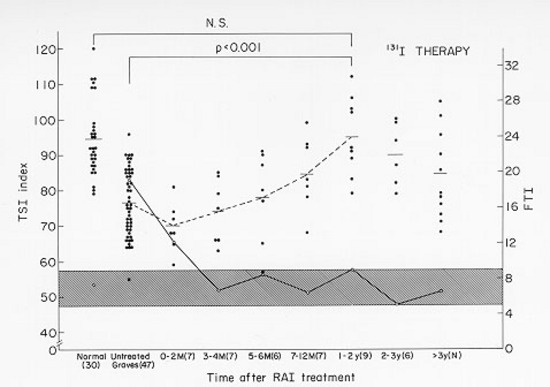 N.S.
p<0.001
¹³¹I THERAPY
TSI index
120
110
100
90
80
70
60
50
40
0
FTI
32
28
24
20
16
12
8
4
0
Normal (30)
Untreated Graves(47)
0-2M(7)
3-4M(7)
5-6M(6)
7-12M(7)
1-2y(9)
2-3y(6)
>3y(N)
Time after RAI treatment